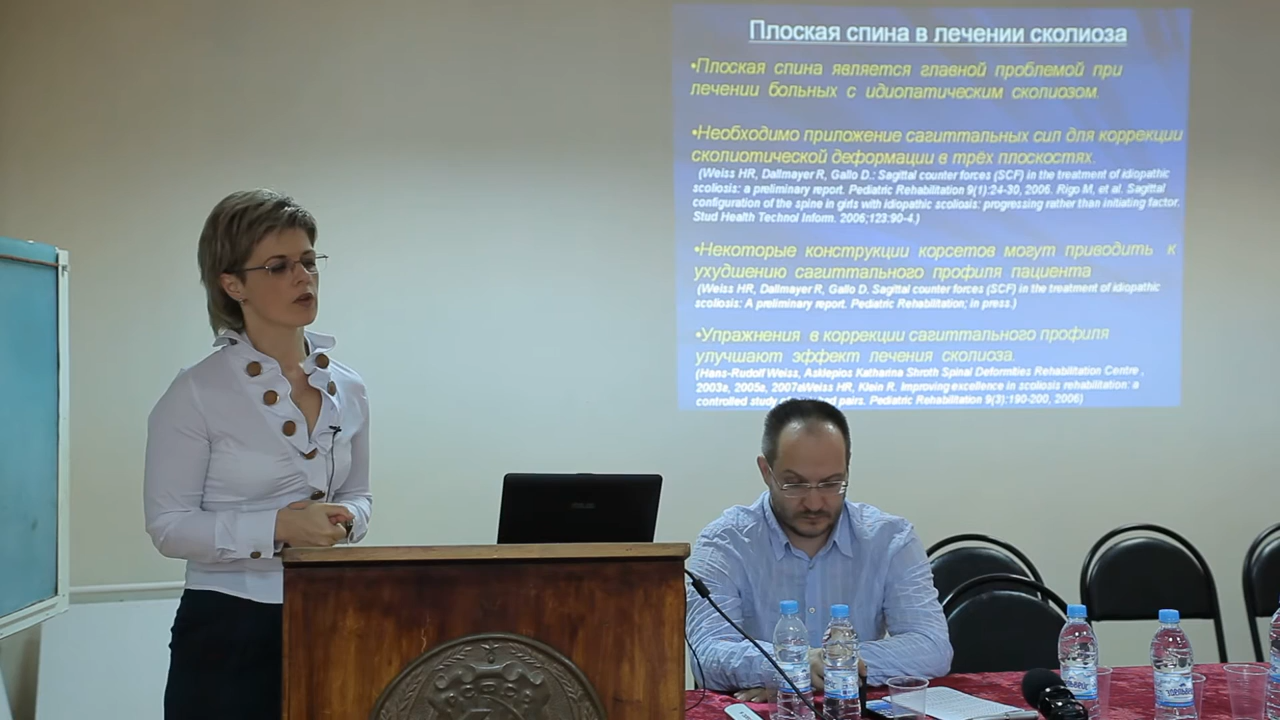 Плоская спина в лечении сколиоза
•Плоская спина является главной проблемой при
лечении больных с идиопатическим сколиозом.
•Необходимо приложение сагиттальных сил для коррекции
сколиотической деформации в трёх плоскостях.
(Weiss HR, Dallmayer R, Gallo D.: Sagittal counter forces (SCF) in the treatment of idiopathic
scoliosis: a preliminary report. Pediatric Rehabilitation 9(1):24-30, 2006. Rigo M, et al. Sagittal
configuration of the spine in girls with idiopathic scoliosis: progressing rather than initiating factor.
Stud Health Technol Inform. 2006;123:90-4.)
•Некоторые конструкции корсетов могут приводить к
ухудшению сагиттального профиля пациента
(Weiss HR, Dallmayer R, Gallo D. Sagittal counter forces (SCF) in the treatment of idiopathic
scoliosis: A preliminary report. Pediatric Rehabilitation; in press.)
•Упражнения в коррекции сагиттального профиля
улучшают эффект лечения сколиоза.
(Hans-Rudolf Weiss, Asklepios Katharina Shroth Spinal Deformities Rehabilitation Centre ,
2003a, 2005a, 2007aWeiss HR, Klein R. Improving excellence in scoliosis rehabilitation: a
controlled study pairs. Pediatric Rehabilitation 9(3):190-200, 2006)
ASUS